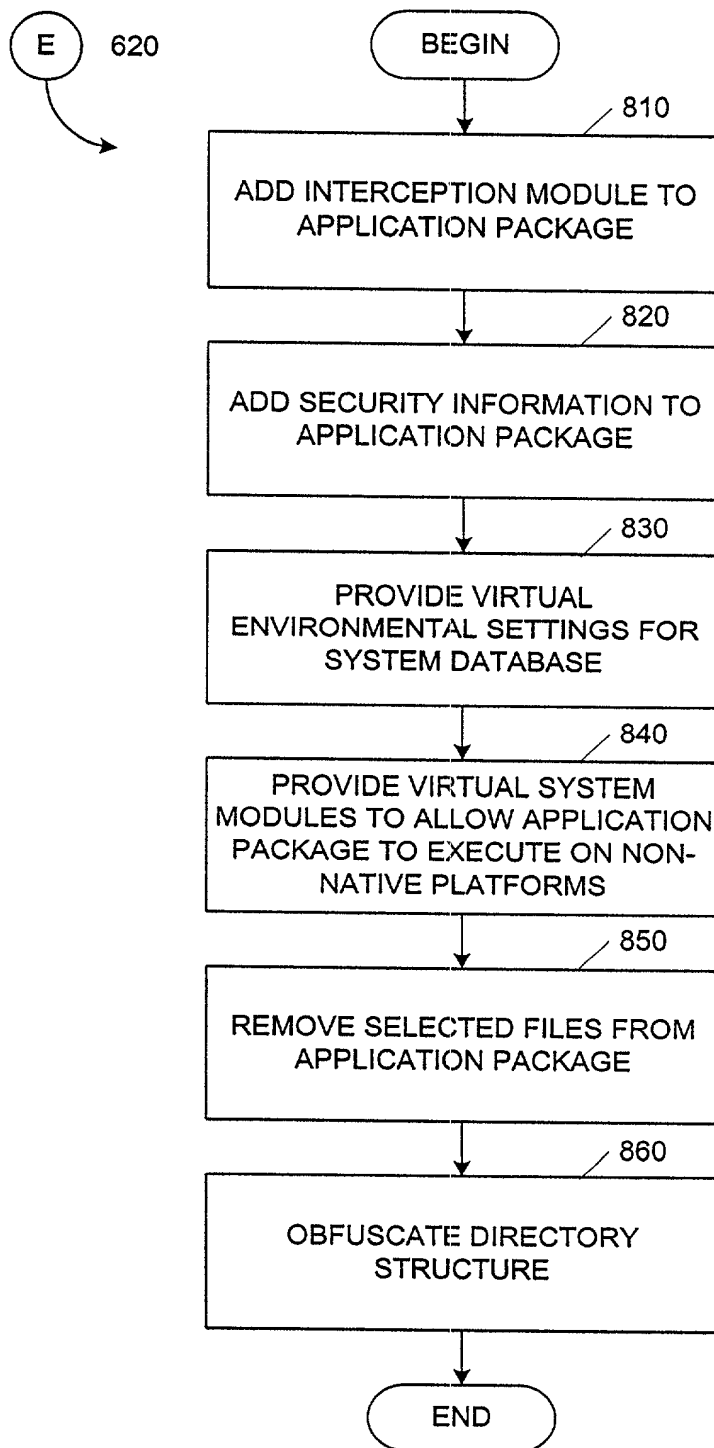 E 620
BEGIN
810
ADD INTERCEPTION MODULE TO
APPLICATION PACKAGE
820
ADD SECURITY INFORMATION TO
APPLICATION PACKAGE
830
PROVIDE VIRTUAL
ENVIRONMENTAL SETTINGS FOR
SYSTEM DATABASE
840
PROVIDE VIRTUAL SYSTEM
MODULES TO ALLOW APPLICATION
PACKAGE TO EXECUTE ON NON-
NATIVE PLATFORMS
850
REMOVE SELECTED FILES FROM
APPLICATION PACKAGE
860
OBFUSCATE DIRECTORY
STRUCTURE
END